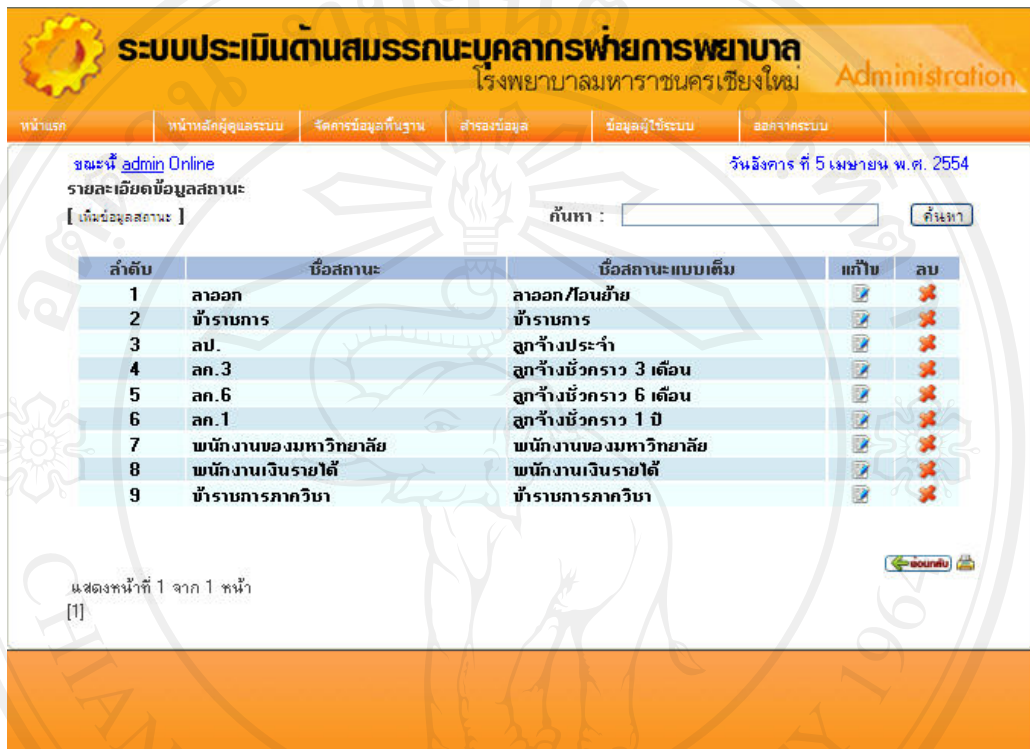 ระบบประเมินด้านสมรรถนะบุคลากรฝ่ายการพยาบาล
โรงพยาบาลมหาราชนครเชียงใหม่ Administration
หน้าแรก หน้าหลักผู้ดูแลระบบ จัดการข้อมูลพื้นฐาน สำรองข้อมูล ข้อมูลผู้ใช้ระบบ ออกจากระบบ
ขณะนี้ admin Online วันอังคาร ที่ 5 เมษายน พ.ศ. 2554
รายละเอียดข้อมูลสถานะ
[ เพิ่มข้อมูลสถานะ ] ค้นหา : ค้นหา
ลำดับ ชื่อสถานะ ชื่อสถานะแบบเต็ม แก้ไข ลบ
1 ลาออก ลาออก/โอนย้าย
2 ข้าราชการ ข้าราชการ
3 ลป. ลูกจ้างประจำ
4 ลค.3 ลูกจ้างชั่วคราว 3 เดือน
5 ลค.6 ลูกจ้างชั่วคราว 6 เดือน
6 ลค.1 ลูกจ้างชั่วคราว 1 ปี
7 พนักงานของมหาวิทยาลัย พนักงานของมหาวิทยาลัย
8 พนักงานเงินรายได้ พนักงานเงินรายได้
9 ข้าราชการภาควิชา ข้าราชการภาควิชา
ย้อนกลับ
แสดงหน้าที่ 1 จาก 1 หน้า
[1]